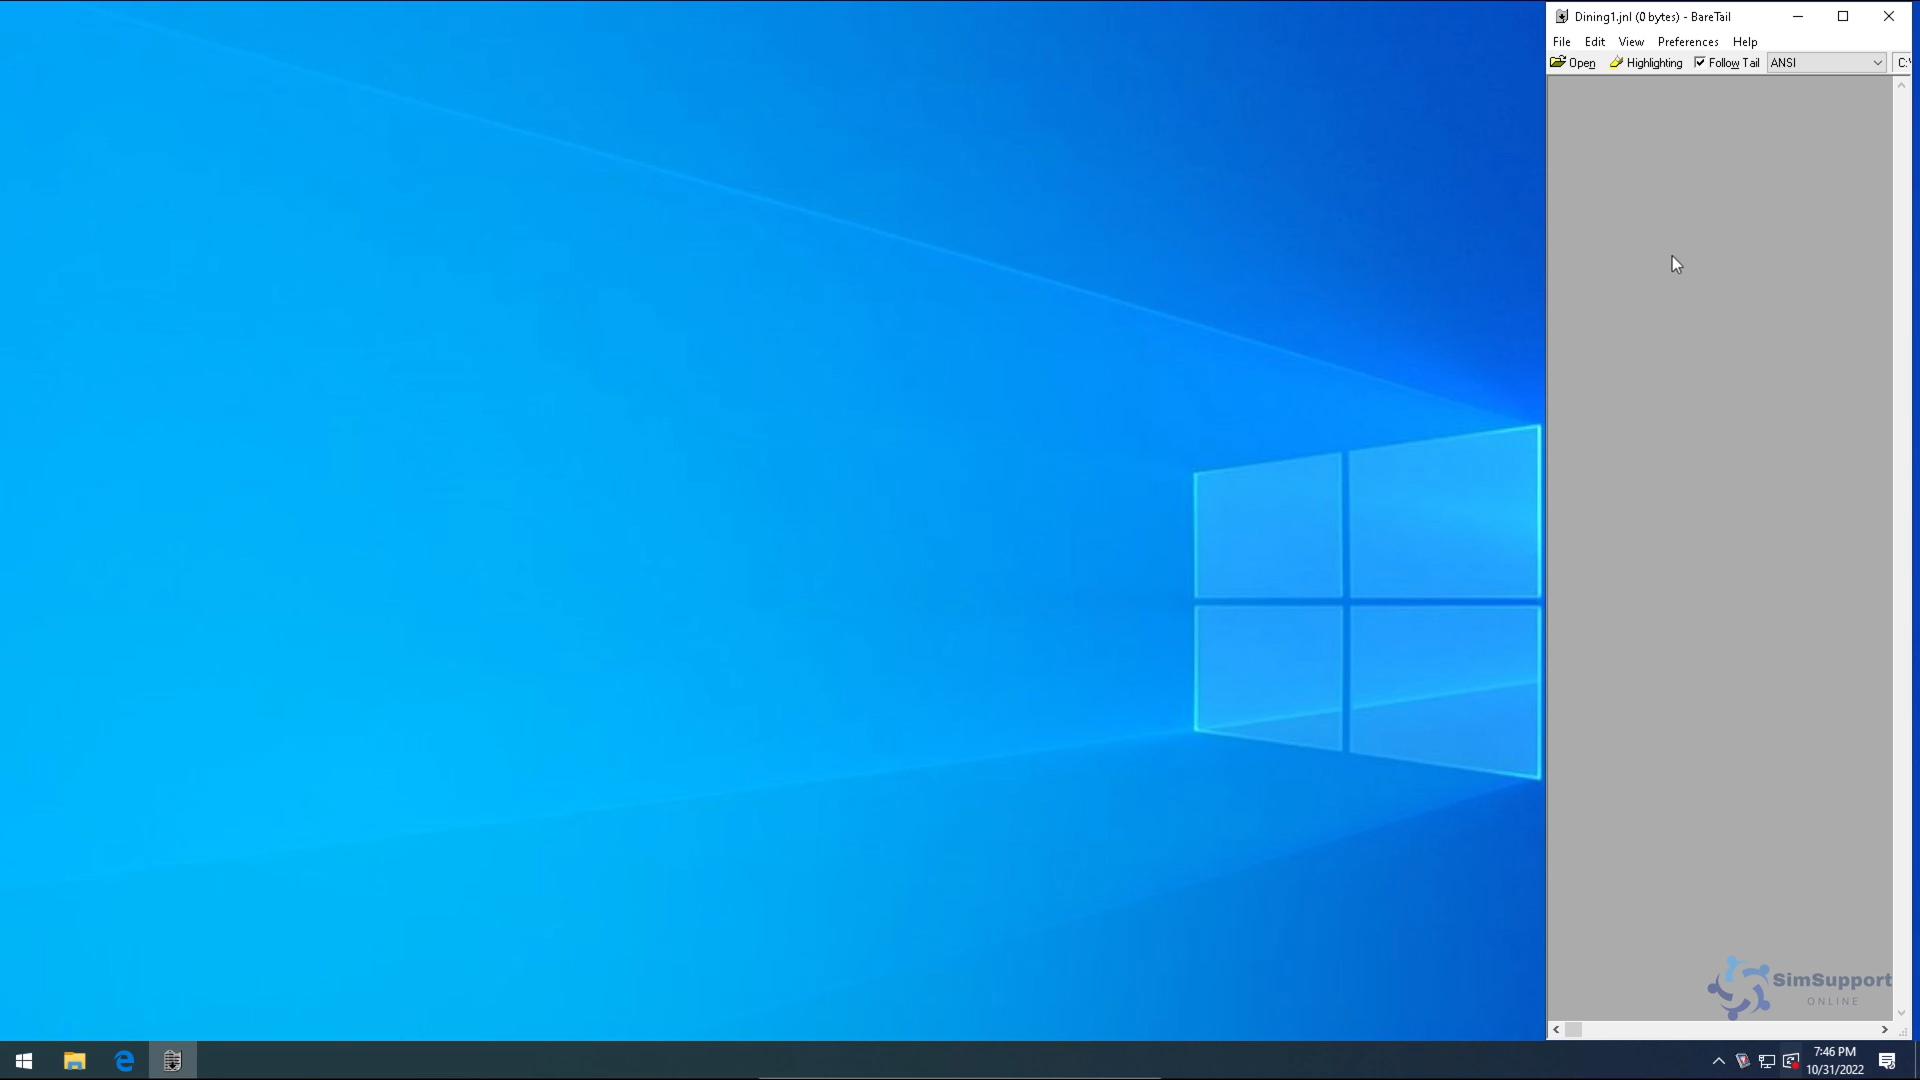 Dining1.jnl (0 bytes) - BareTail
File Edit View Preferences Help
Open Highlighting Follow Tail ANSI C:\
SimSupport
ONLINE
7:46 PM
10/31/2022